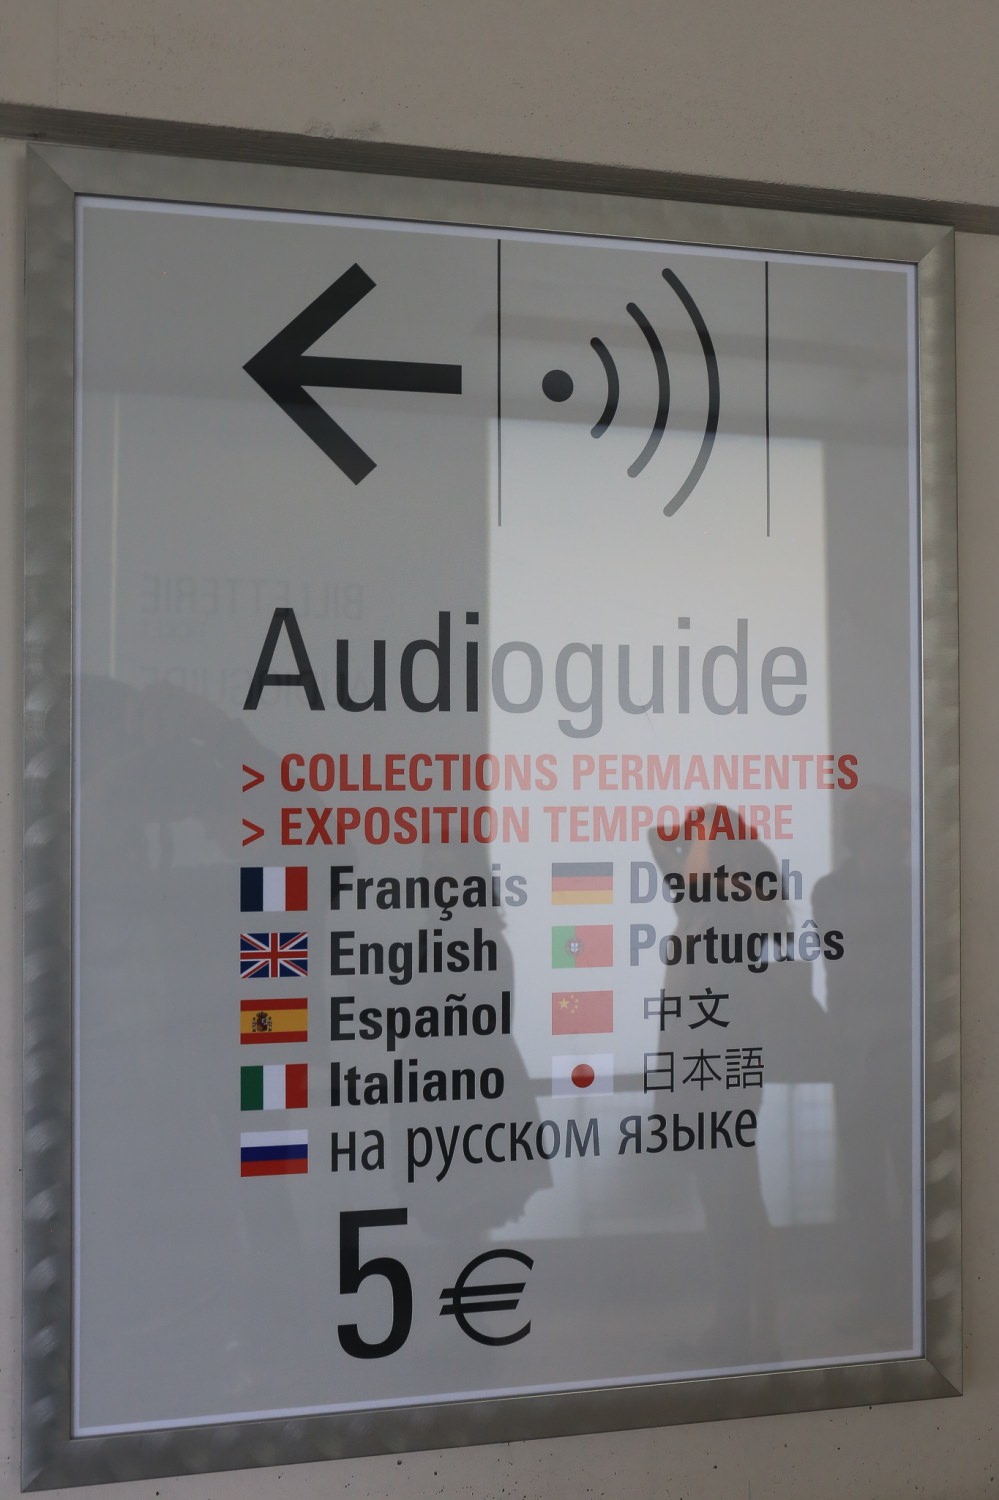 Audioguide
> COLLECTIONS PERMANENTES
> EXPOSITION TEMPORAIRE
Français
Deutsch
English
Português
Español
中文
Italiano
日本語
на русском языке
5 €
BILLETTERIE